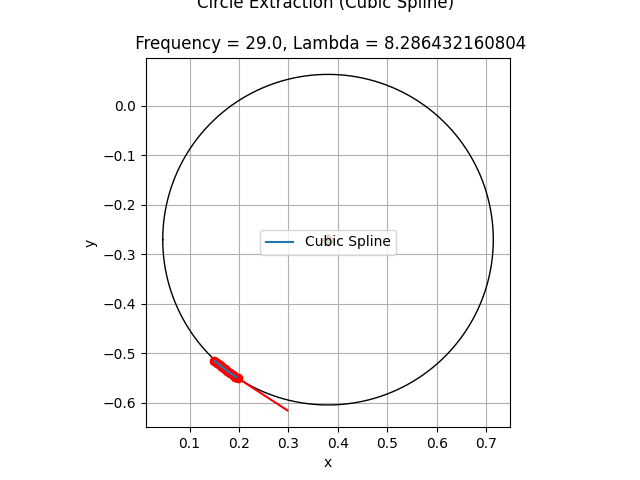 Circle Extraction (Cubic Spline)
Frequency = 29.0, Lambda = 8.286432160804
0.0
−0.1
−0.2
−0.3
−0.4
−0.5
−0.6
y
Cubic Spline
0.1 0.2 0.3 0.4 0.5 0.6 0.7
x